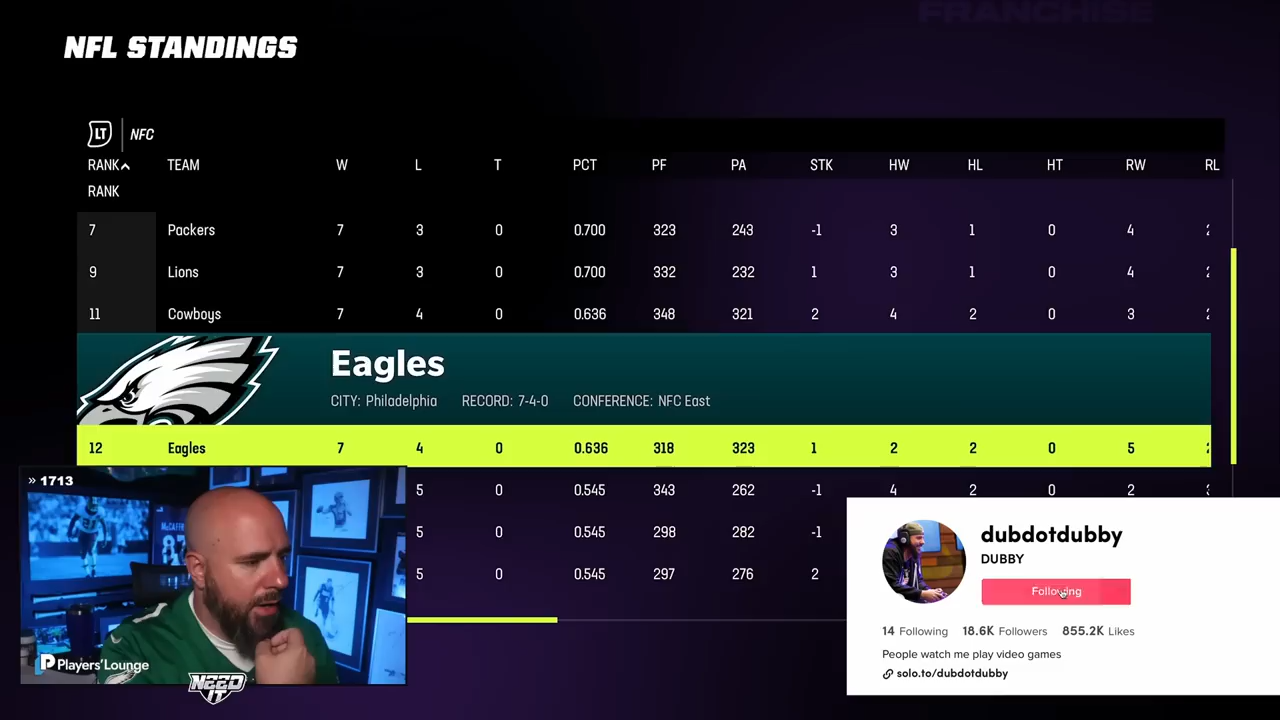 FRANCHISE
NFL STANDINGS
LT NFC
RANK TEAM W L T PCT PF PA STK HW HL HT RW RL
RANK
7 Packers 7 3 0 0.700 323 243 -1 3 1 0 4
9 Lions 7 3 0 0.700 332 232 1 3 1 0 4
11 Cowboys 7 4 0 0.636 348 321 2 4 2 0 3
Eagles
CITY: Philadelphia RECORD: 7-4-0 CONFERENCE: NFC East
12 Eagles 7 4 0 0.636 318 323 1 2 2 0 5
5 0 0.545 343 262 -1 4 2 0 2
5 0 0.545 298 282 -1
5 0 0.545 297 276 2
» 1713
McCAFF
87
Players' Lounge
NEED IT
dubdotdubby
DUBBY
Following
14 Following 18.6K Followers 855.2K Likes
People watch me play video games
solo.to/dubdotdubby